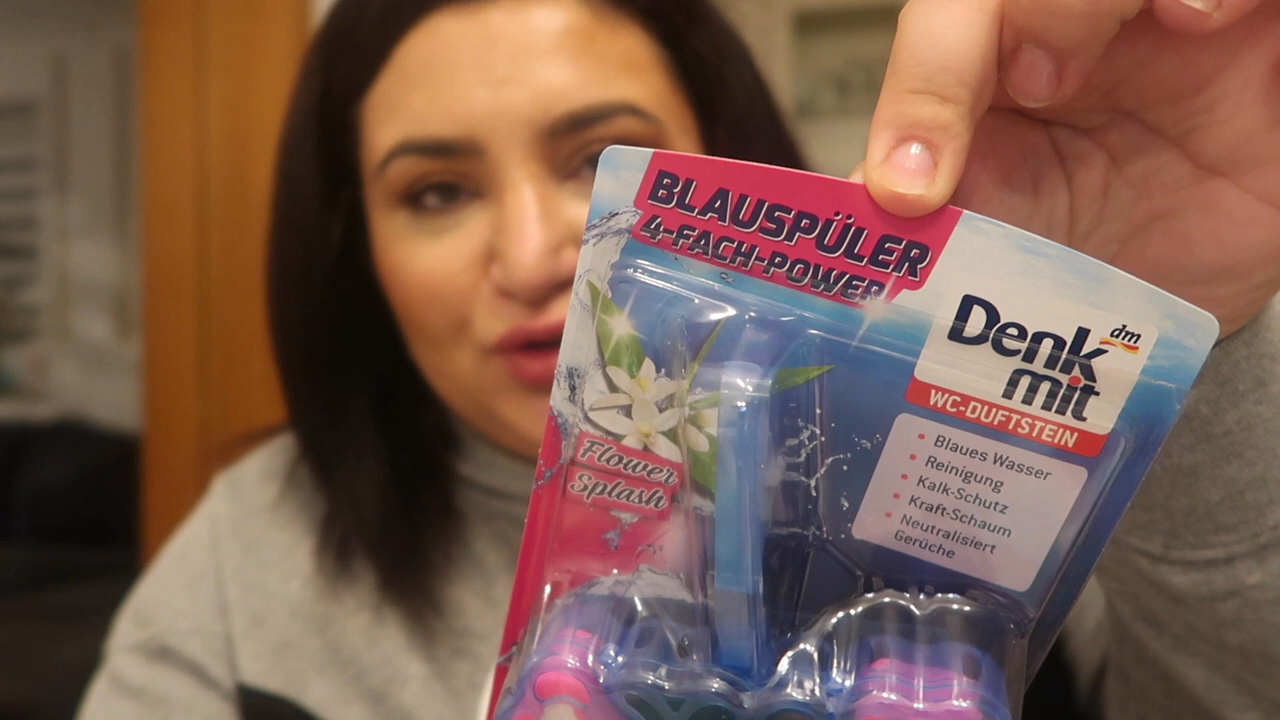 BLAUSPÜLER
4-FACH-POWER
Denk
mit
dm
WC-DUFTSTEIN
Flower
Splash
• Blaues Wasser
• Reinigung
• Kalk-Schutz
• Kraft-Schaum
• Neutralisiert
Gerüche